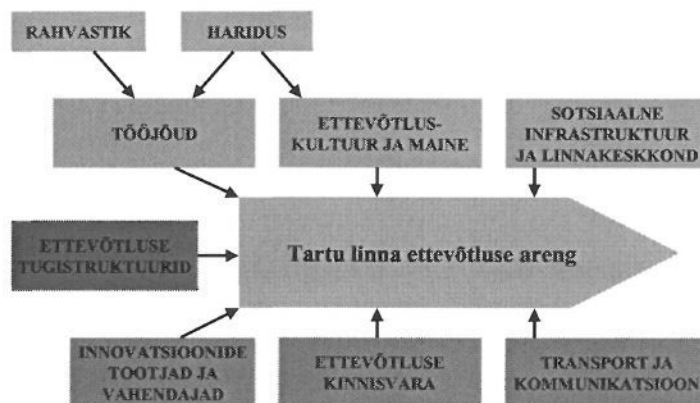 RAHVASTIK
HARIDUS
TÖÖJÕUD
ETTEVÕTLUS-
KULTUUR JA MAINE
SOTSIAALNE
INFRASTRUKTUUR
JA LINNAKESKKOND
ETTEVÕTLUSE
TUGISTRUKTUURID
Tartu linna ettevõtluse areng
INNOVATSIOONIDE
TOOTJAD JA
VAHENDAJAD
ETTEVÕTLUSE
KINNISVARA
TRANSPORT JA
KOMMUNIKATSIOON